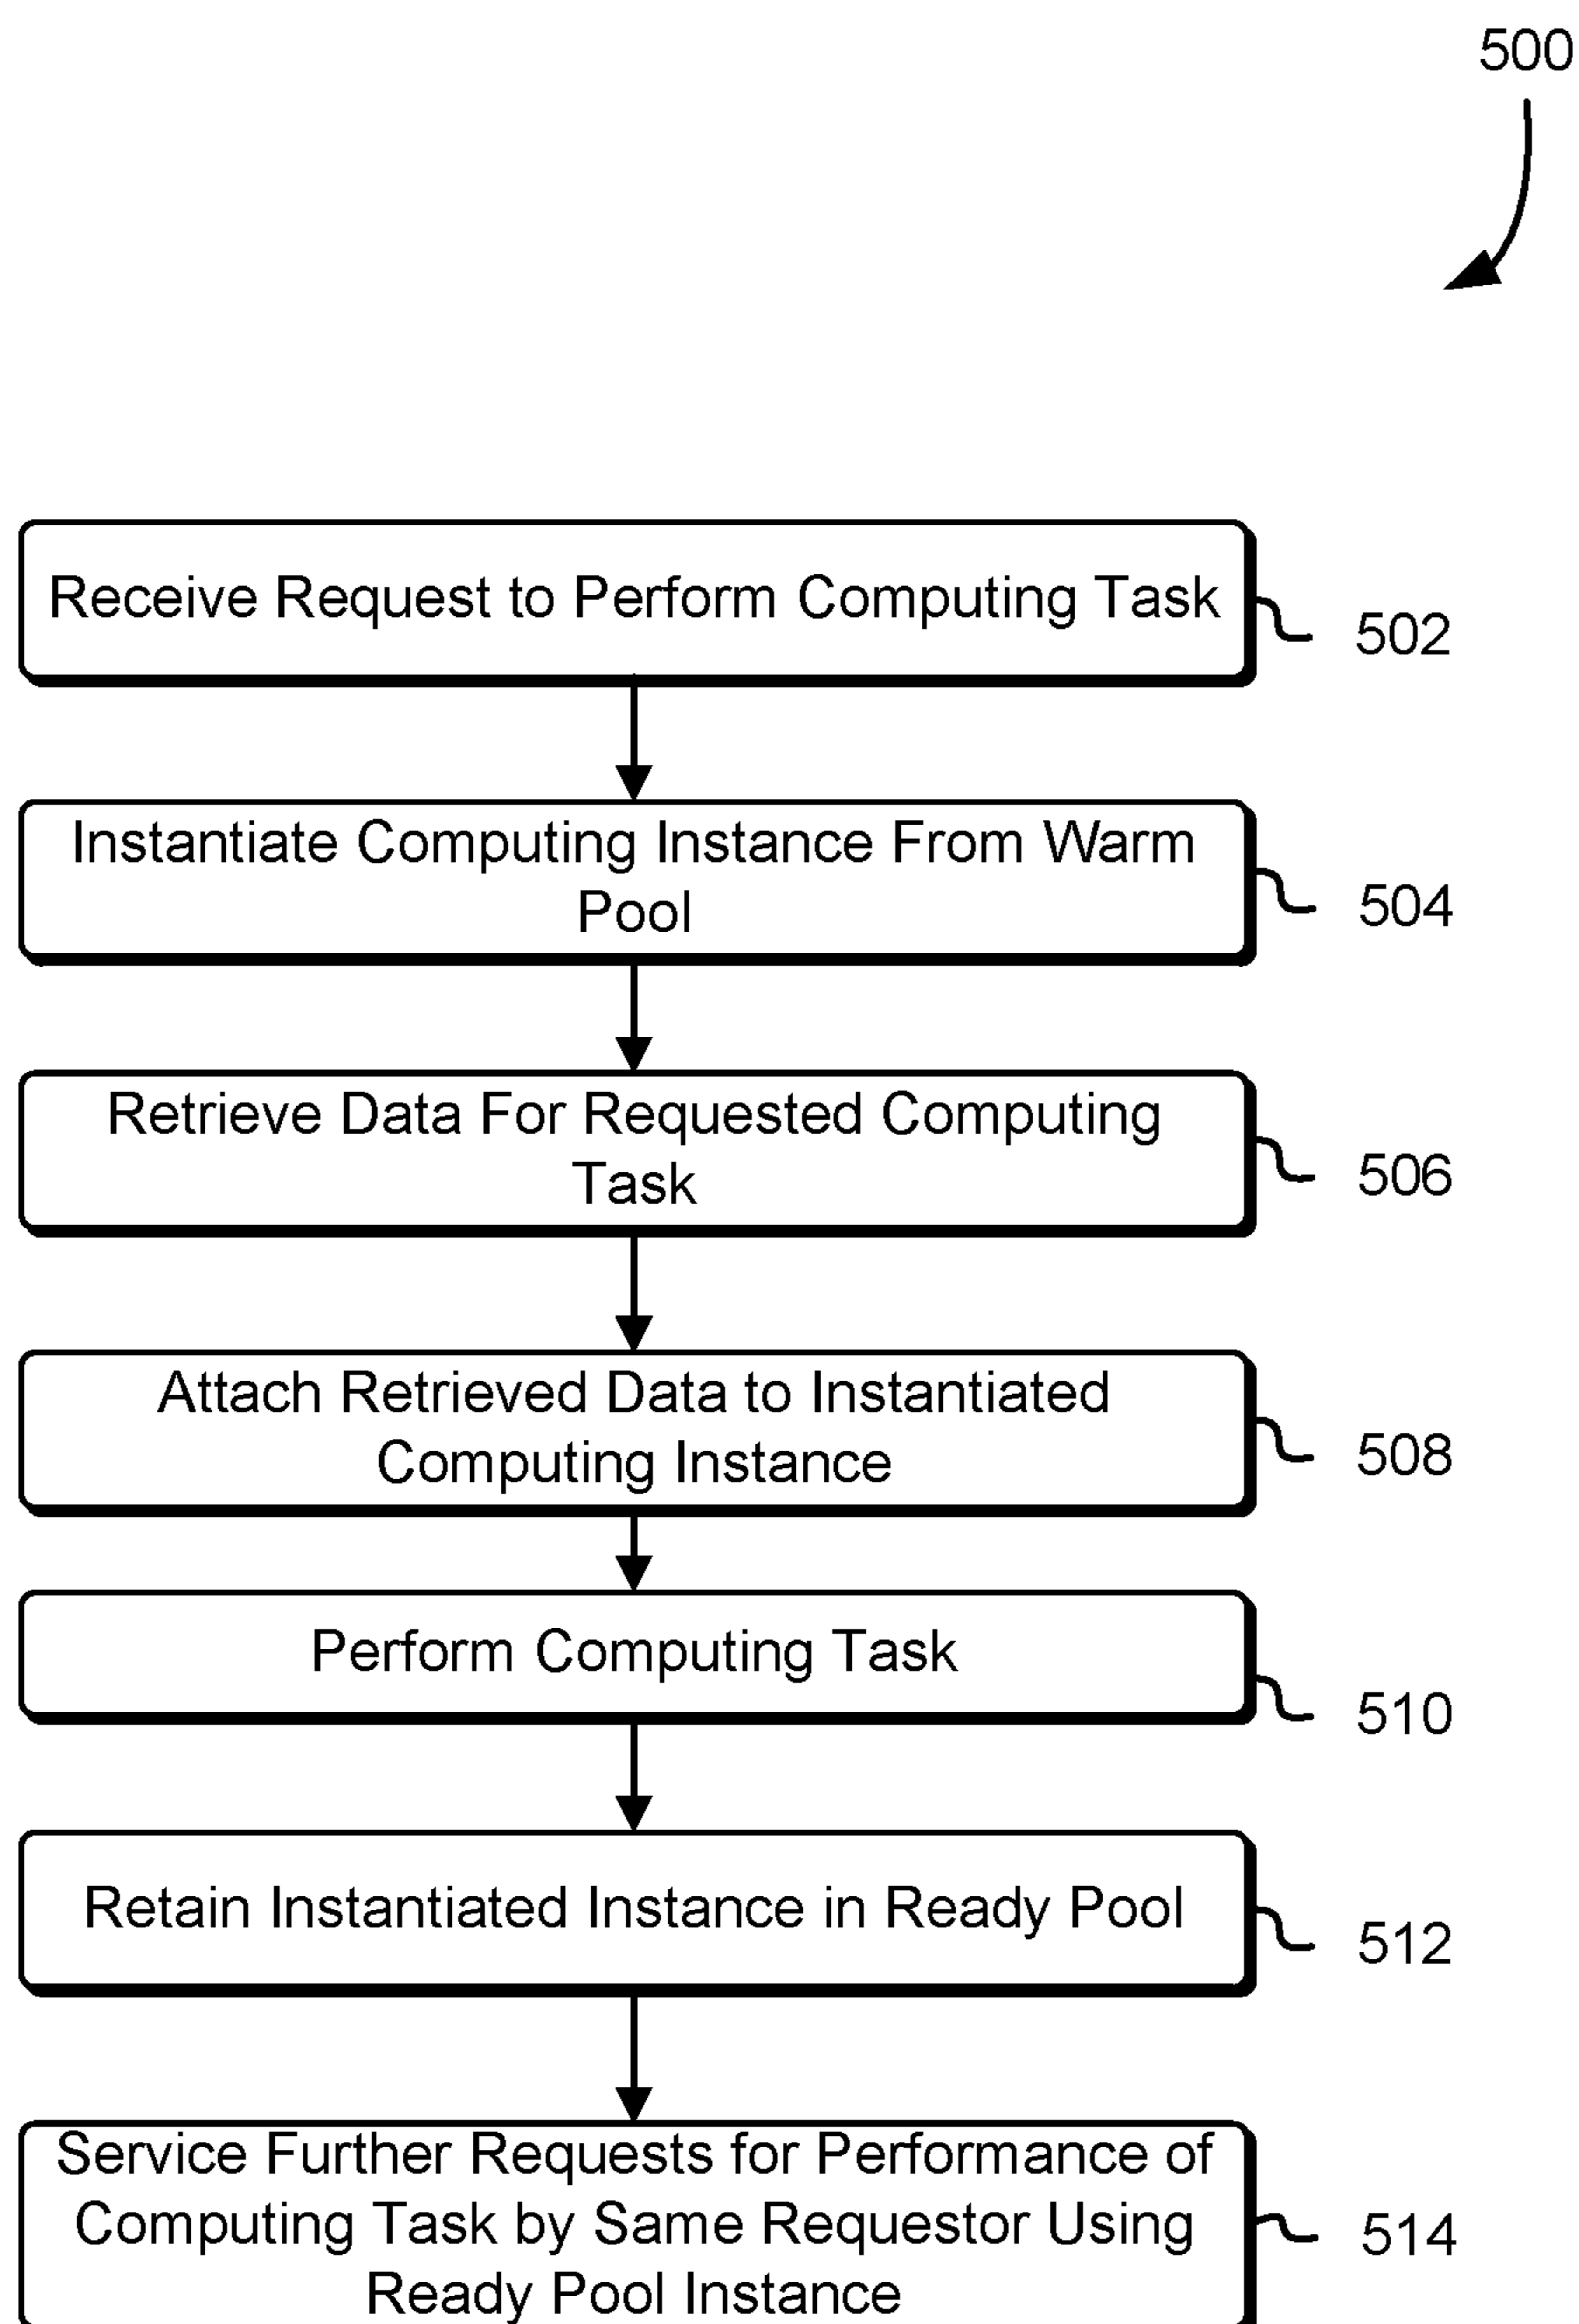 500
Receive Request to Perform Computing Task
502
Instantiate Computing Instance From Warm
Pool
504
Retrieve Data For Requested Computing
Task
506
Attach Retrieved Data to Instantiated
Computing Instance
508
Perform Computing Task
510
Retain Instantiated Instance in Ready Pool
512
Service Further Requests for Performance of
Computing Task by Same Requestor Using
Ready Pool Instance
514